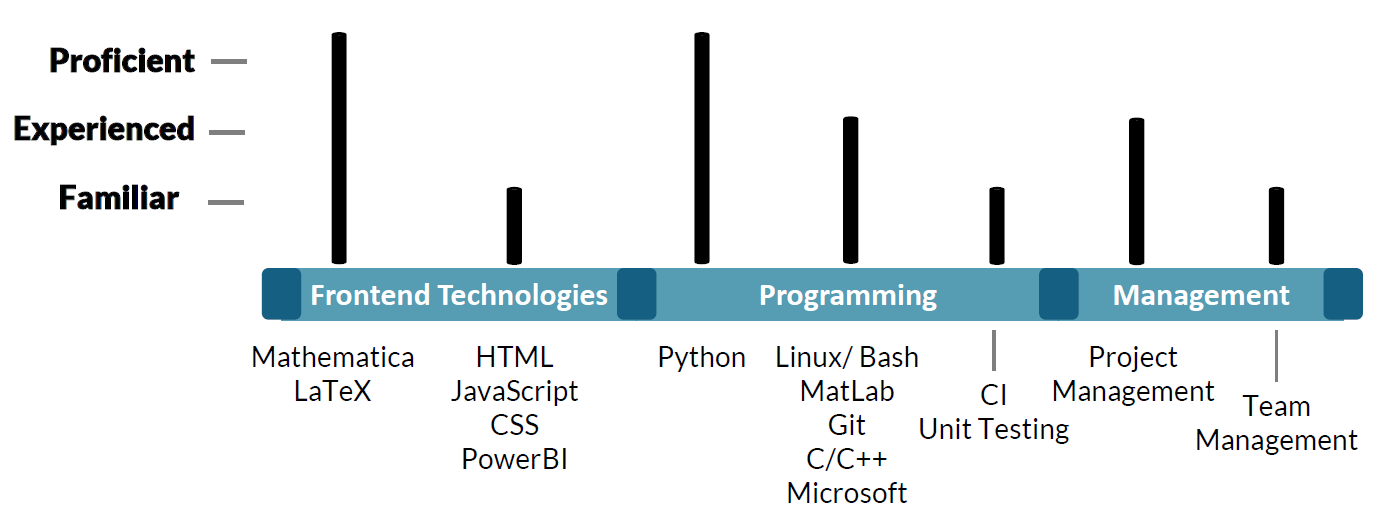 Proficient
Experienced
Familiar
Frontend Technologies
Programming
Management
Mathematica
LaTeX
HTML
JavaScript
CSS
PowerBI
Python
Linux/ Bash
MatLab
Git
C/C++
Microsoft
CI
Unit Testing
Project
Management
Team
Management